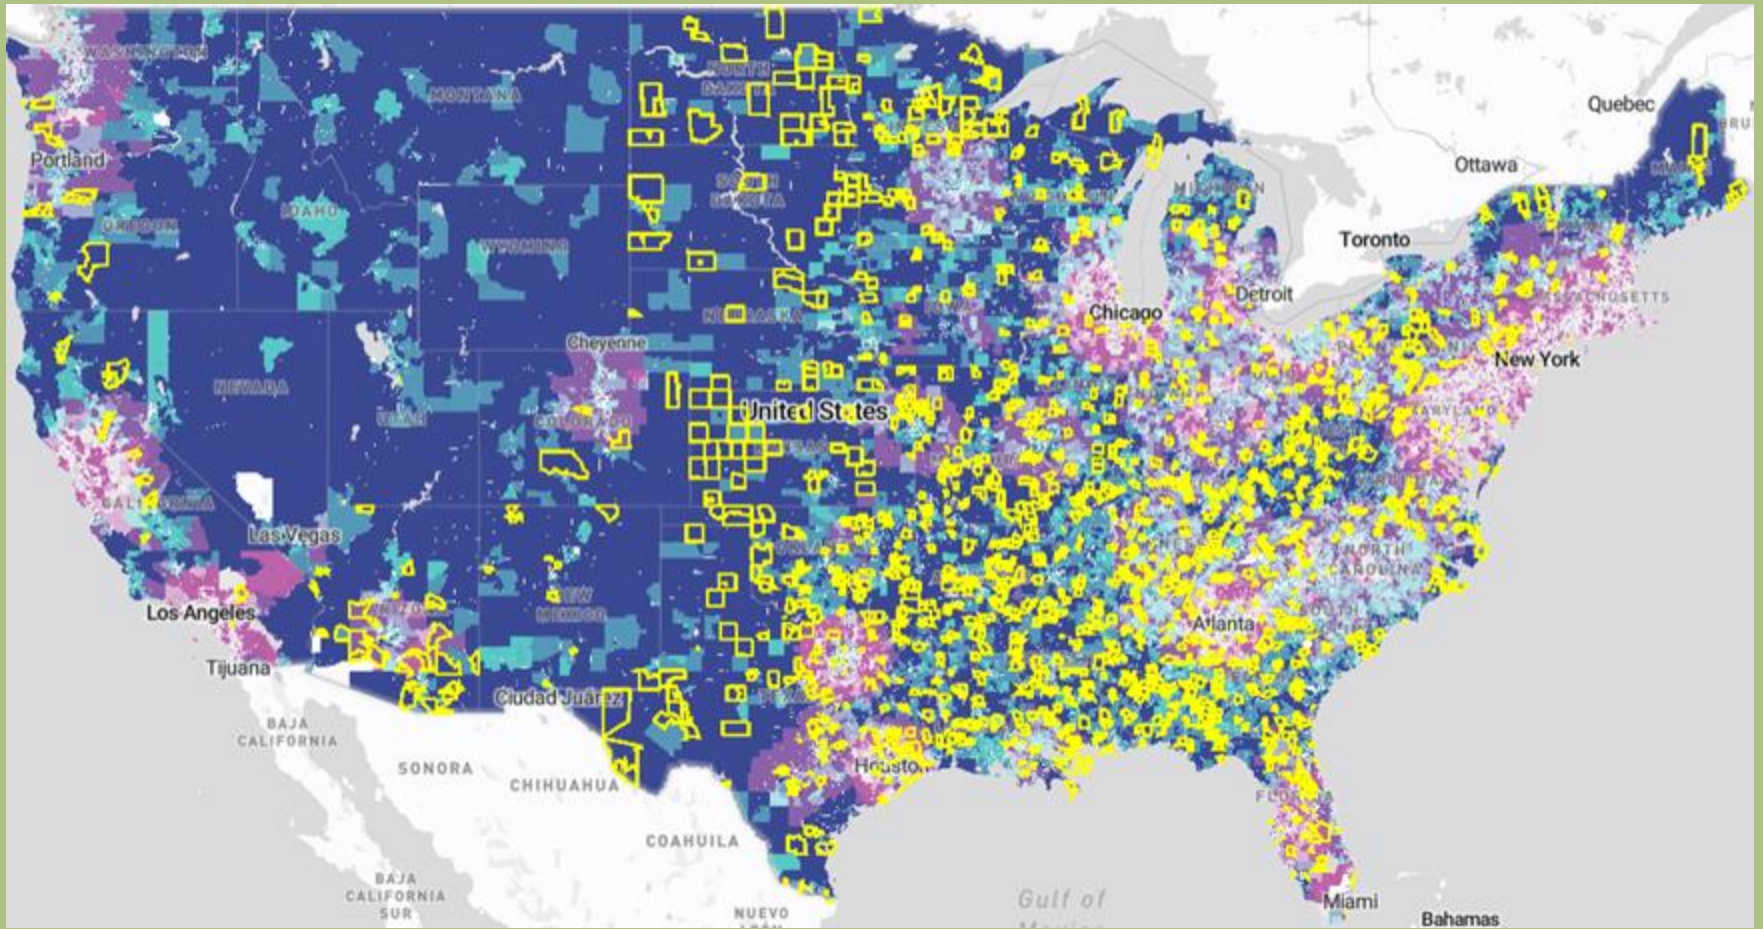 Quebec
WASHINGTON
NORTH
DAKOTA
MONTANA
Portland
Ottawa
SOUTH
DAKOTA
MICHIGAN
IDAHO
OREGON
WYOMING
Toronto
Detroit
MASSACHUSETTS
Chicago
NEBRASKA
IOWA
Cheyenne
New York
NEVADA
United States
MARYLAND
UTAH
COLORADO
CALIFORNIA
Las Vegas
NORTH
CAROLINA
Los Angeles
ARIZONA
NEW
MEXICO
SOUTH
Atlanta
Tijuana
Ciudad Juárez
TEXAS
BAJA
CALIFORNIA
SONORA
CHIHUAHUA
Houston
FLORIDA
COAHUILA
BAJA
CALIFORNIA
SUR
NUEVO
LEÓN
Gulf of
Mexico
Miami
Bahamas